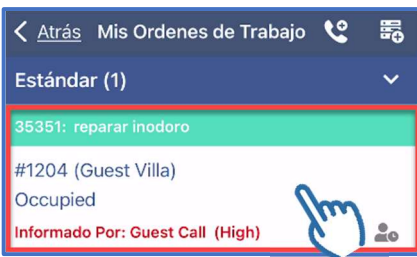 Atrás Mis Ordenes de Trabajo
Estándar (1)
35351: reparar inodoro
#1204 (Guest Villa)
Occupied
Informado Por: Guest Call (High)